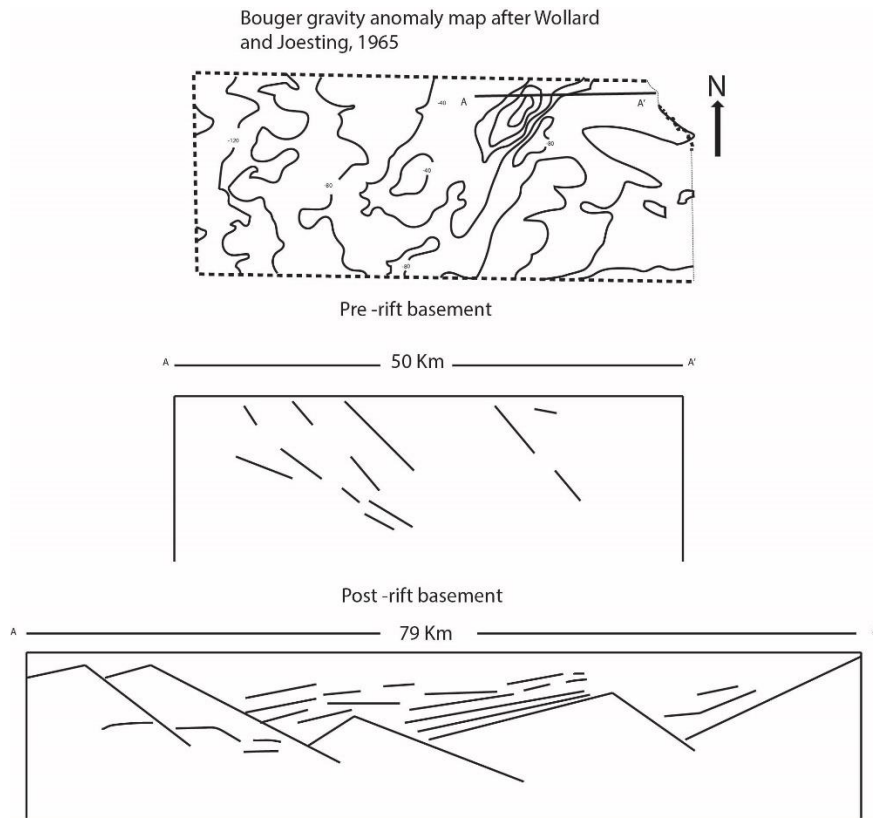 Bouger gravity anomaly map after Wollard
and Joesting, 1965
N
A
A'
-40
-120
-80
-40
-80
-80
Pre -rift basement
A
50 Km
A'
Post -rift basement
A
79 Km